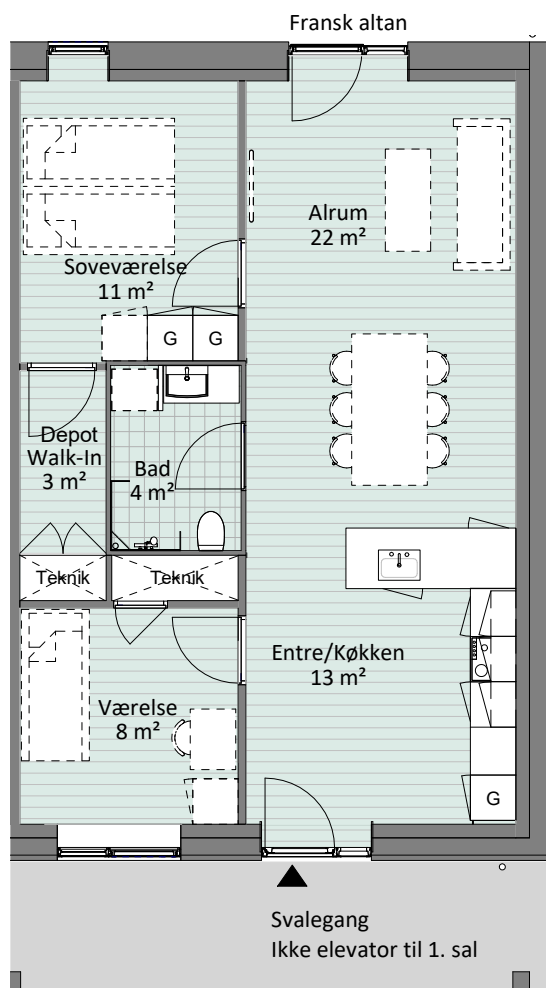 Fransk altan
Alrum
22 m²
Soveværelse
11 m²
G
G
Depot
Walk-In
3 m²
Bad
4 m²
Teknik
Teknik
Entre/Køkken
13 m²
Værelse
8 m²
G
Svalegang
Ikke elevator til 1. sal